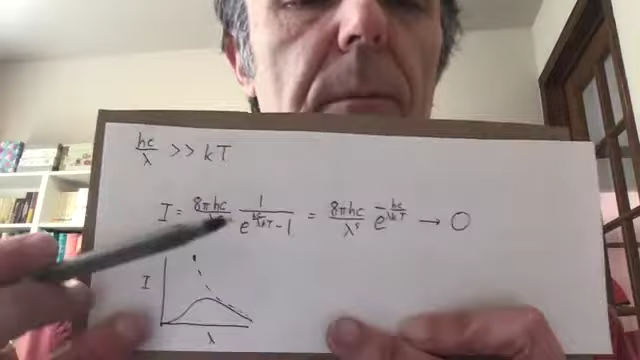 hc/λ >> kT
I = 8πhc/λ⁵ 1/(e^(hc/λkT) - 1) = 8πhc/λ⁵ e^(-hc/λkT) → 0
I
λ